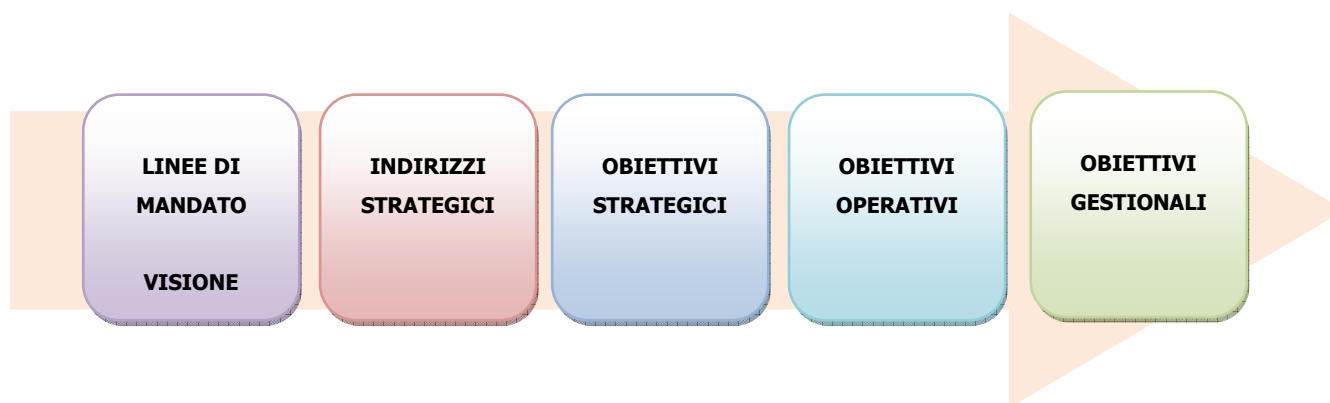 LINEE DI
MANDATO
VISIONE
INDIRIZZI
STRATEGICI
OBIETTIVI
STRATEGICI
OBIETTIVI
OPERATIVI
OBIETTIVI
GESTIONALI